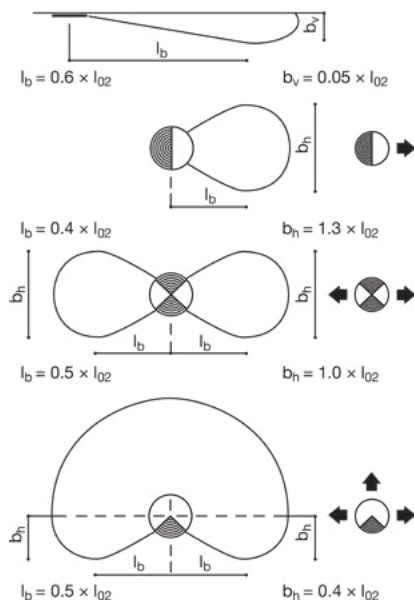 b_v
l_b
l_b = 0.6 × l_02 b_v = 0.05 × l_02
b_h
l_b
l_b = 0.4 × l_02 b_h = 1.3 × l_02
b_h b_h
l_b l_b
l_b = 0.5 × l_02 b_h = 1.0 × l_02
b_h b_h
l_b l_b
l_b = 0.5 × l_02 b_h = 0.4 × l_02